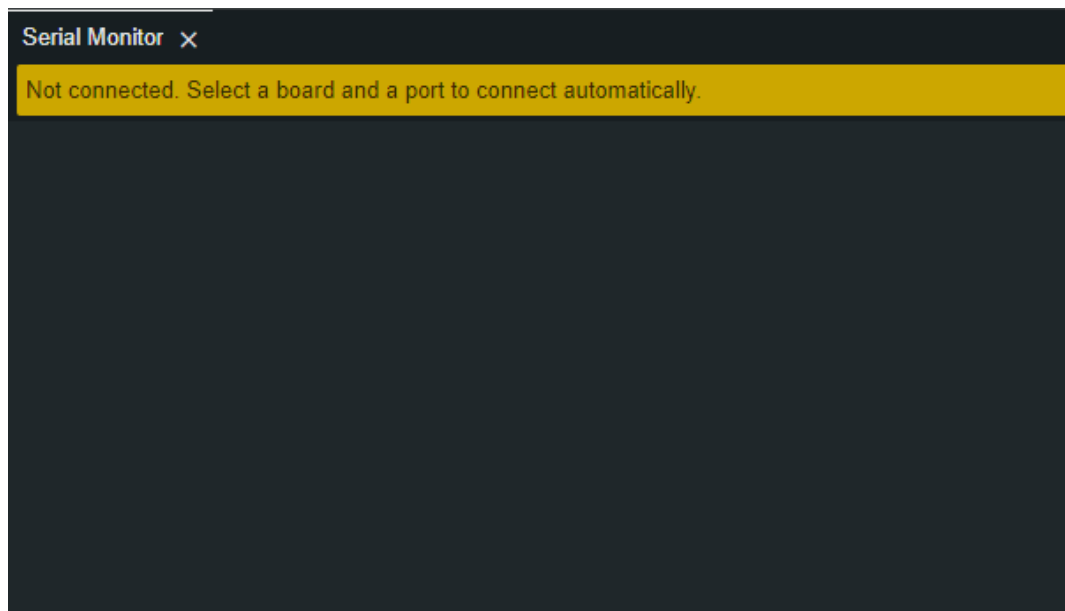 Serial Monitor
Not connected. Select a board and a port to connect automatically.